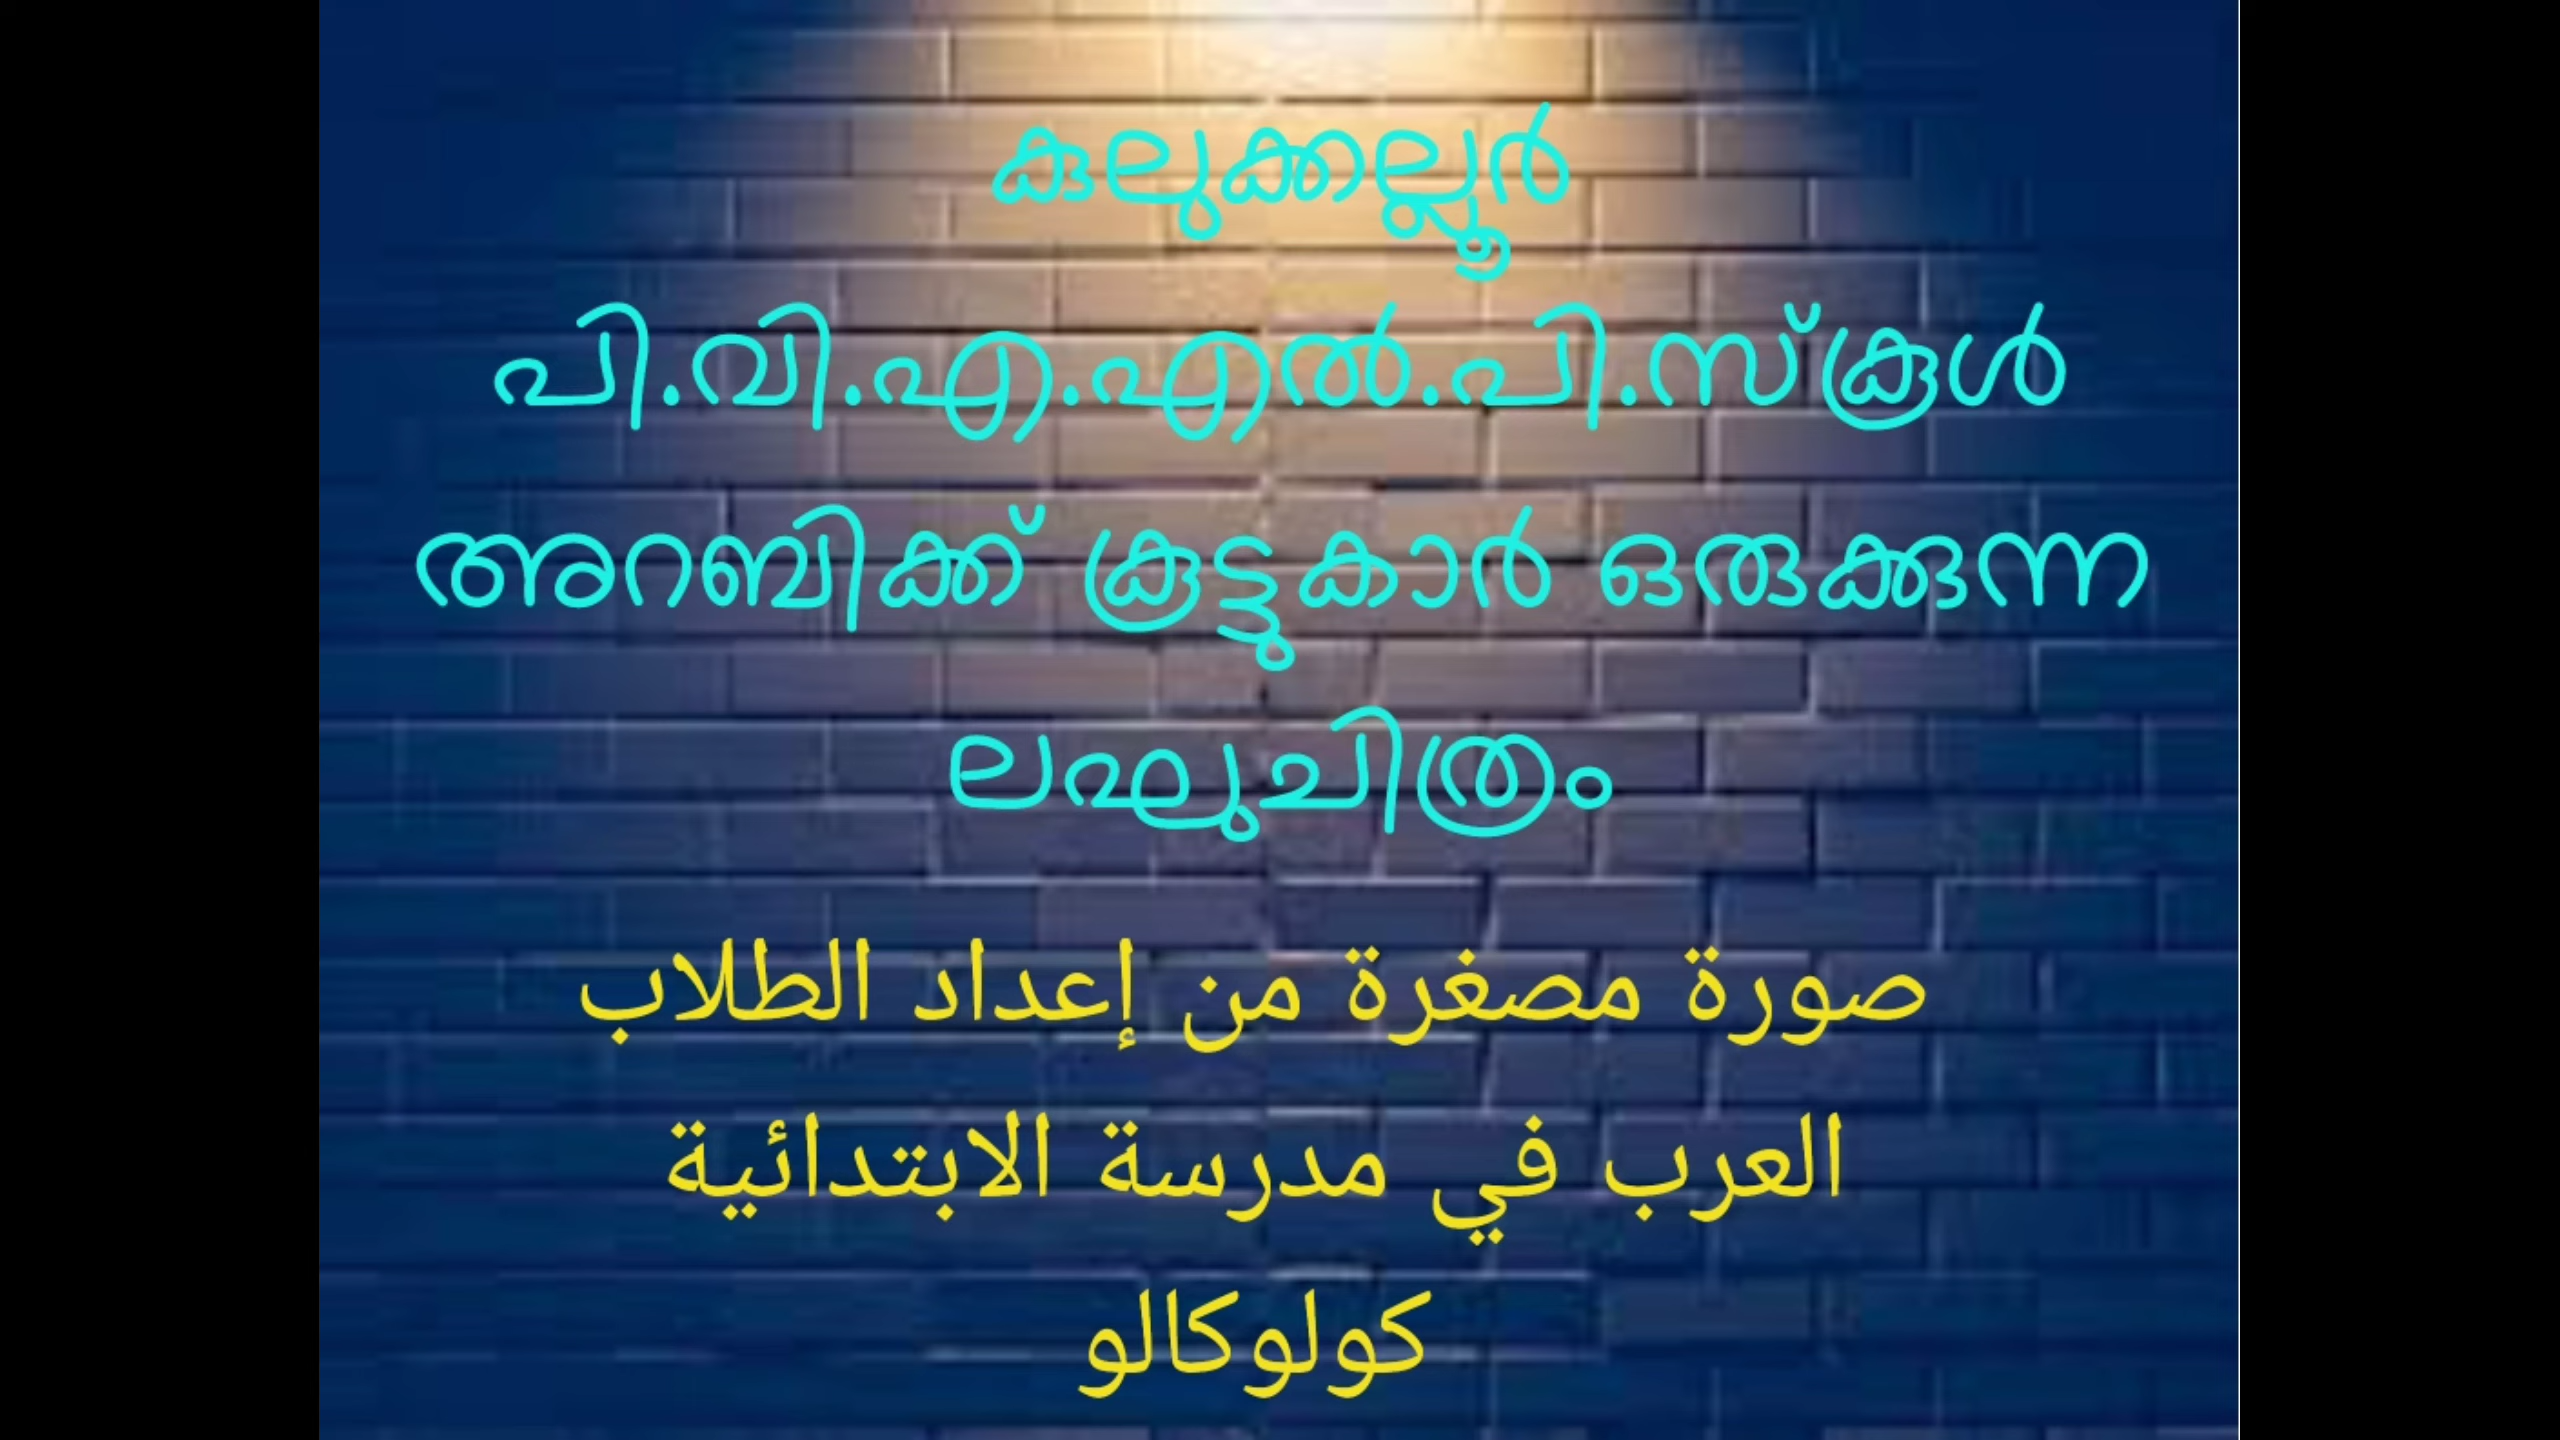 കുലുക്കല്ലൂർ
പി.വി.എ.എൽ.പി.സ്ക്രൂൾ
അറബിക്ക് കൂട്ടുകാർ ഒരുക്കുന്ന
ലഘുചിത്രം
صورة مصغرة من إعداد الطلاب
العرب في مدرسة الابتدائية
كولوكالو